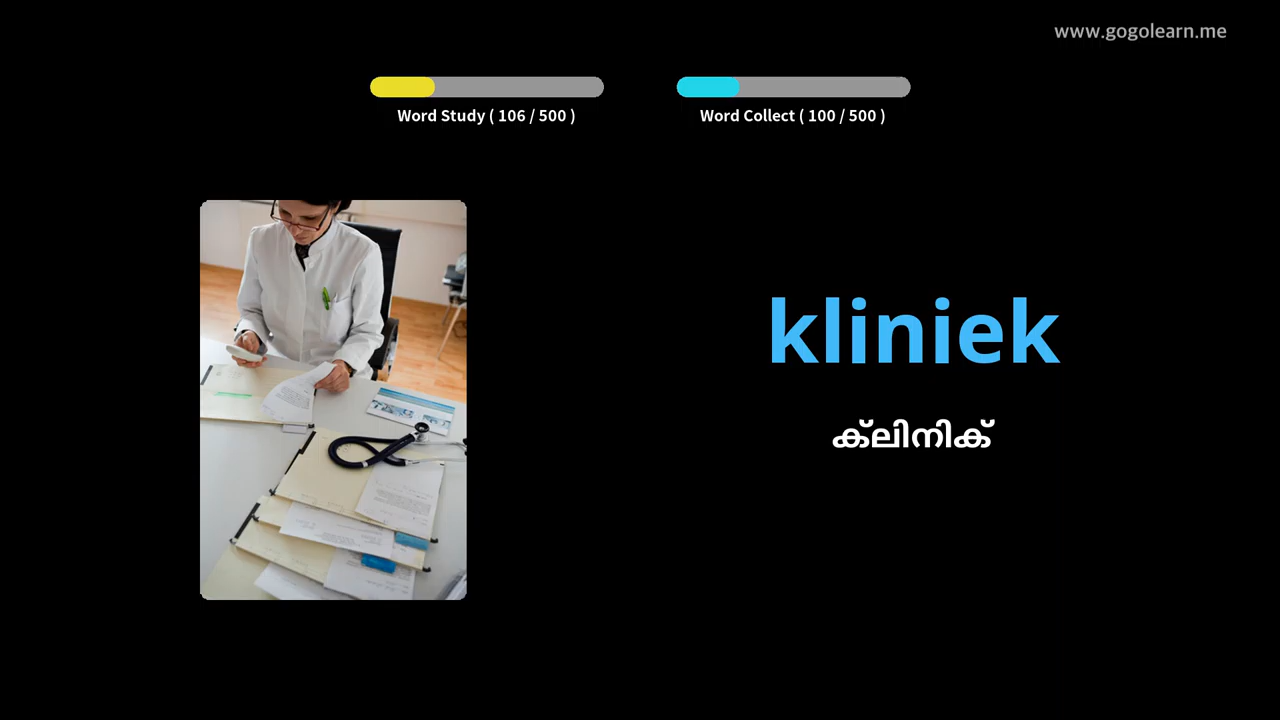 www.gogolearn.me
Word Study ( 106 / 500 )
Word Collect ( 100 / 500 )
kliniek
ക്ലിനിക്